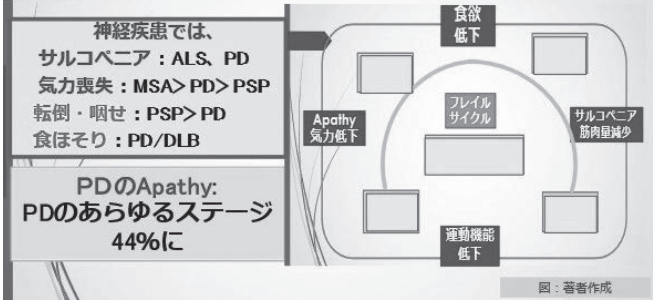 神経疾患では、
サルコペニア：ALS、PD
気力喪失：MSA>PD>PSP
転倒・咽せ：PSP>PD
食ほそり：PD/DLB
PDのApathy:
PDのあらゆるステージ
44%に
食欲
低下
フレイル
サイクル
Apathy
気力低下
サルコペニア
筋肉量減少
運動機能
低下
図：著者作成